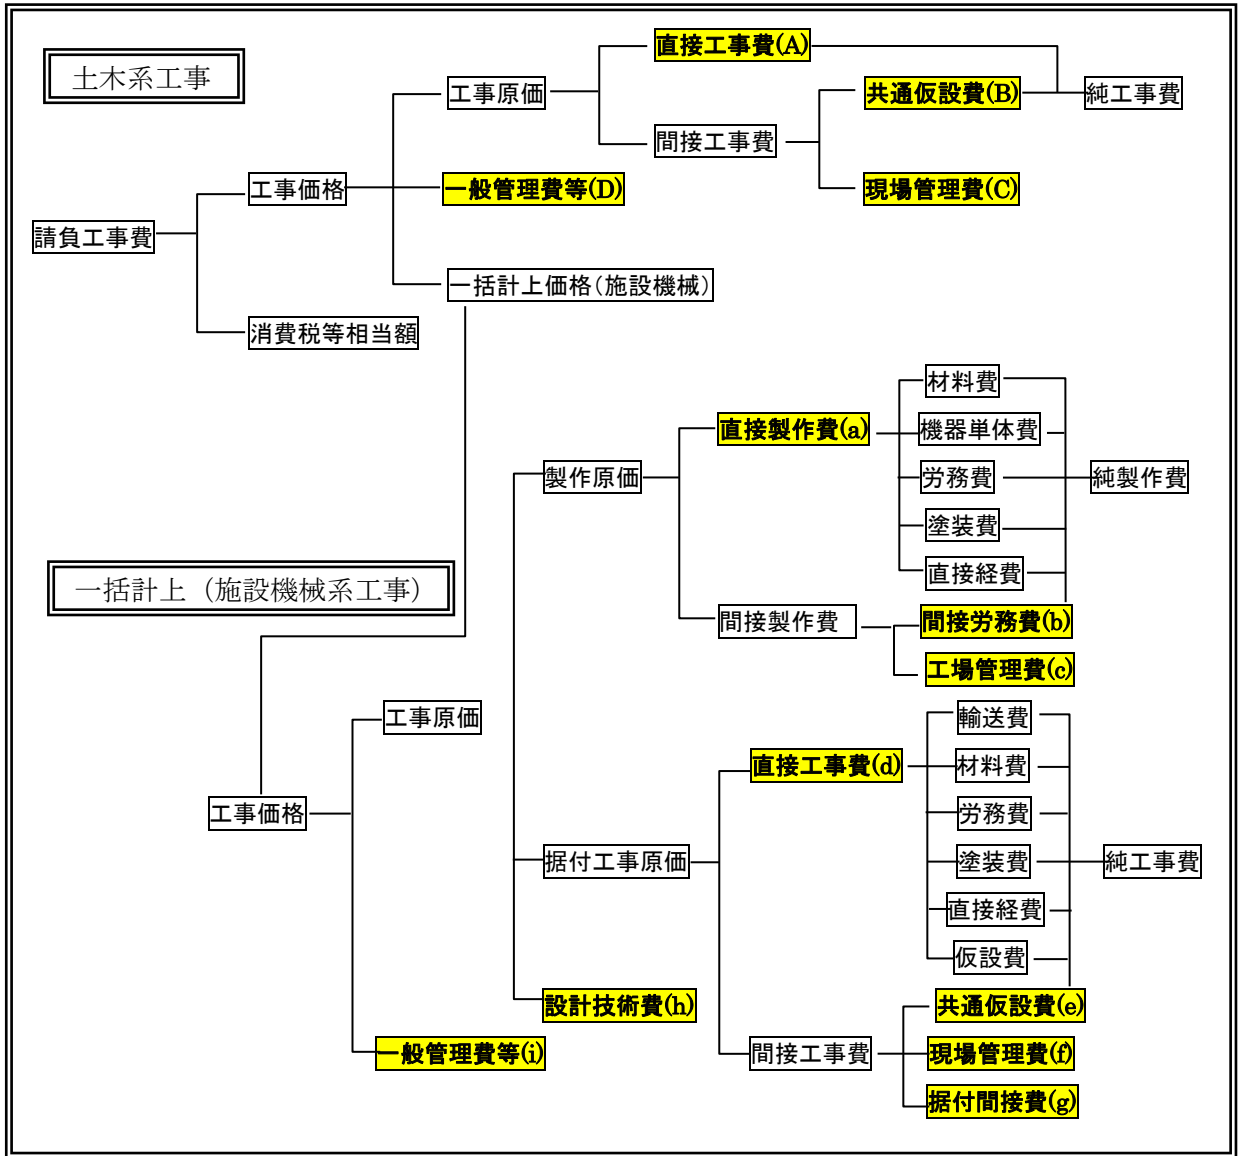 直接工事費(A)
土木系工事
工事原価
共通仮設費(B)
純工事費
間接工事費
工事価格
一般管理費等(D)
現場管理費(C)
請負工事費
一括計上価格（施設機械）
消費税等相当額
材料費
直接製作費(a)
機器単体費
製作原価
労務費
純製作費
塗装費
一括計上（施設機械系工事）
直接経費
間接製作費
間接労務費(b)
工場管理費(c)
工事原価
輸送費
直接工事費(d)
材料費
工事価格
労務費
据付工事原価
塗装費
純工事費
直接経費
仮設費
設計技術費(h)
共通仮設費(e)
一般管理費等(i)
間接工事費
現場管理費(f)
据付間接費(g)